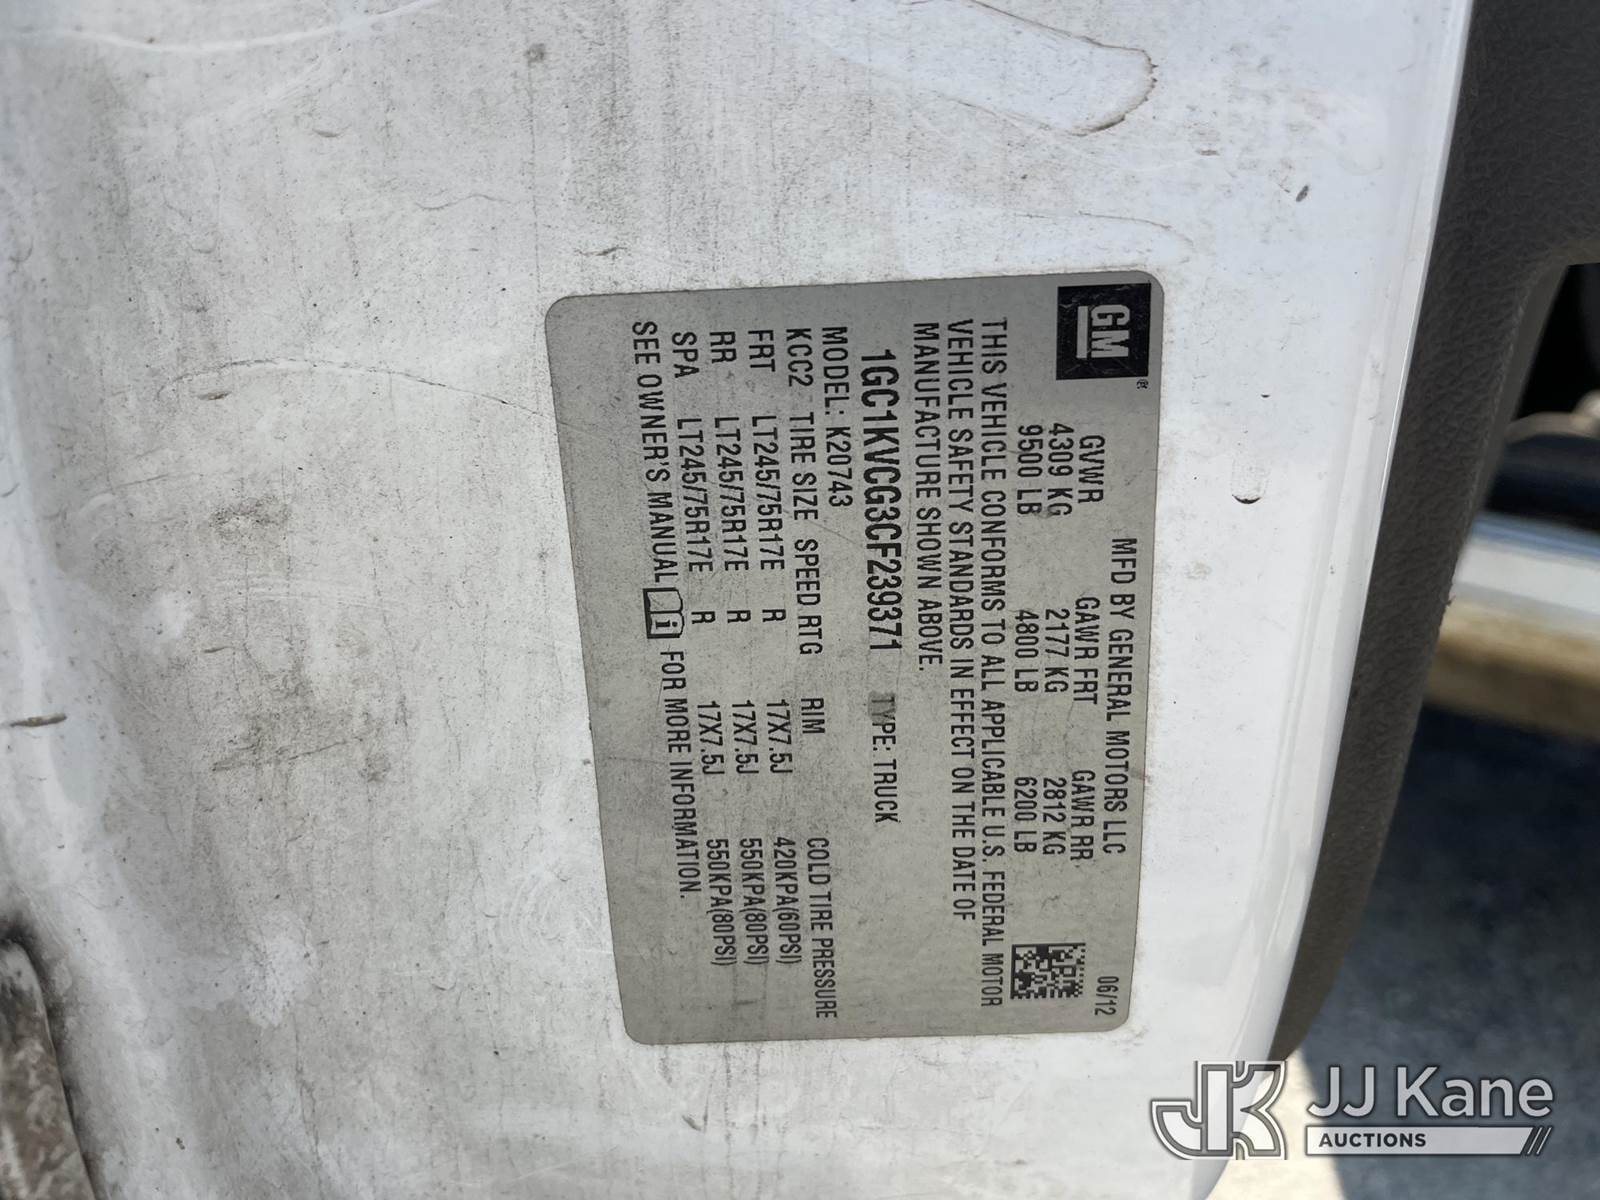 GM ®
MFD BY GENERAL MOTORS LLC 06/12
GVWR GAWR FRT GAWR RR
4309 KG 2177 KG 2812 KG
9500 LB 4800 LB 6200 LB
THIS VEHICLE CONFORMS TO ALL APPLICABLE U.S. FEDERAL MOTOR
VEHICLE SAFETY STANDARDS IN EFFECT ON THE DATE OF
MANUFACTURE SHOWN ABOVE.
1GC1KVCG3CF239371 TYPE: TRUCK
MODEL: K20743
KCC2 TIRE SIZE SPEED RTG RIM COLD TIRE PRESSURE
FRT LT245/75R17E R 17X7.5J 420KPA(60PSI)
RR LT245/75R17E R 17X7.5J 550KPA(80PSI)
SPA LT245/75R17E R 17X7.5J 550KPA(80PSI)
SEE OWNER'S MANUAL i FOR MORE INFORMATION.
JK JJ Kane
AUCTIONS